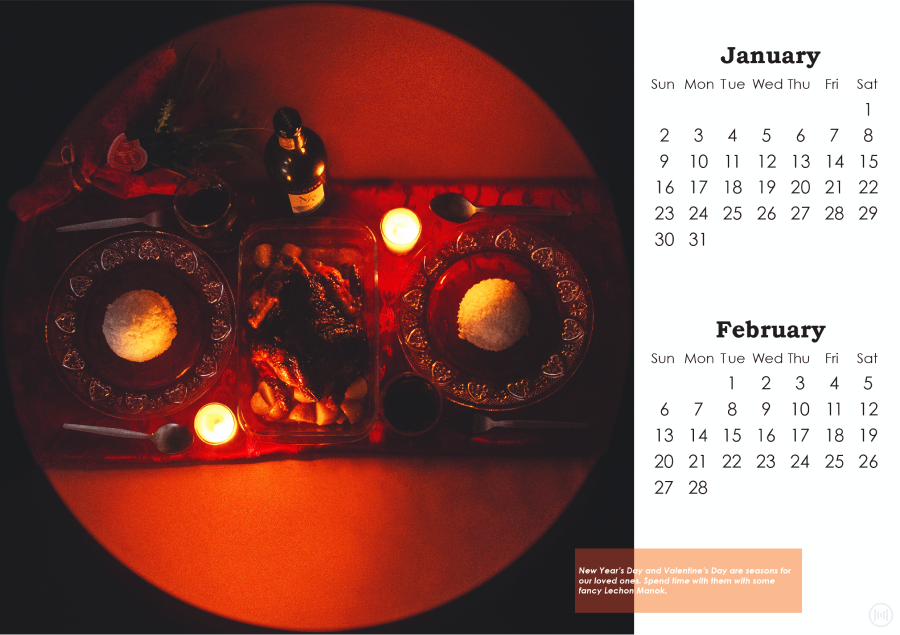 January
Sun Mon Tue Wed Thu Fri Sat
1
2 3 4 5 6 7 8
9 10 11 12 13 14 15
16 17 18 19 20 21 22
23 24 25 26 27 28 29
30 31
February
Sun Mon Tue Wed Thu Fri Sat
1 2 3 4 5
6 7 8 9 10 11 12
13 14 15 16 17 18 19
20 21 22 23 24 25 26
27 28
New Year's Day and Valentine's Day are seasons for
our loved ones. Spend time with them with some
fancy Lechon Manok.